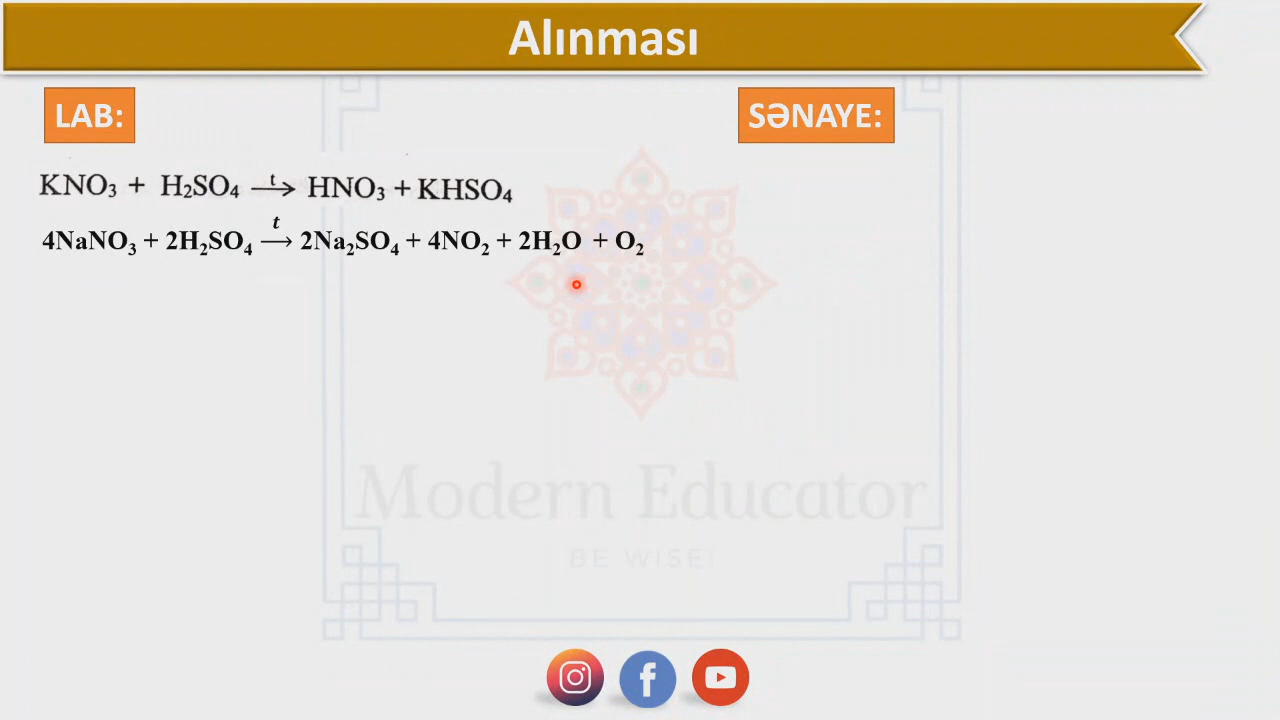 Alınması
LAB:
SƏNAYE:
KNO₃ + H₂SO₄ —t→ HNO₃ + KHSO₄
4NaNO₃ + 2H₂SO₄ —t→ 2Na₂SO₄ + 4NO₂ + 2H₂O + O₂
Modern Educator
BE WISE!